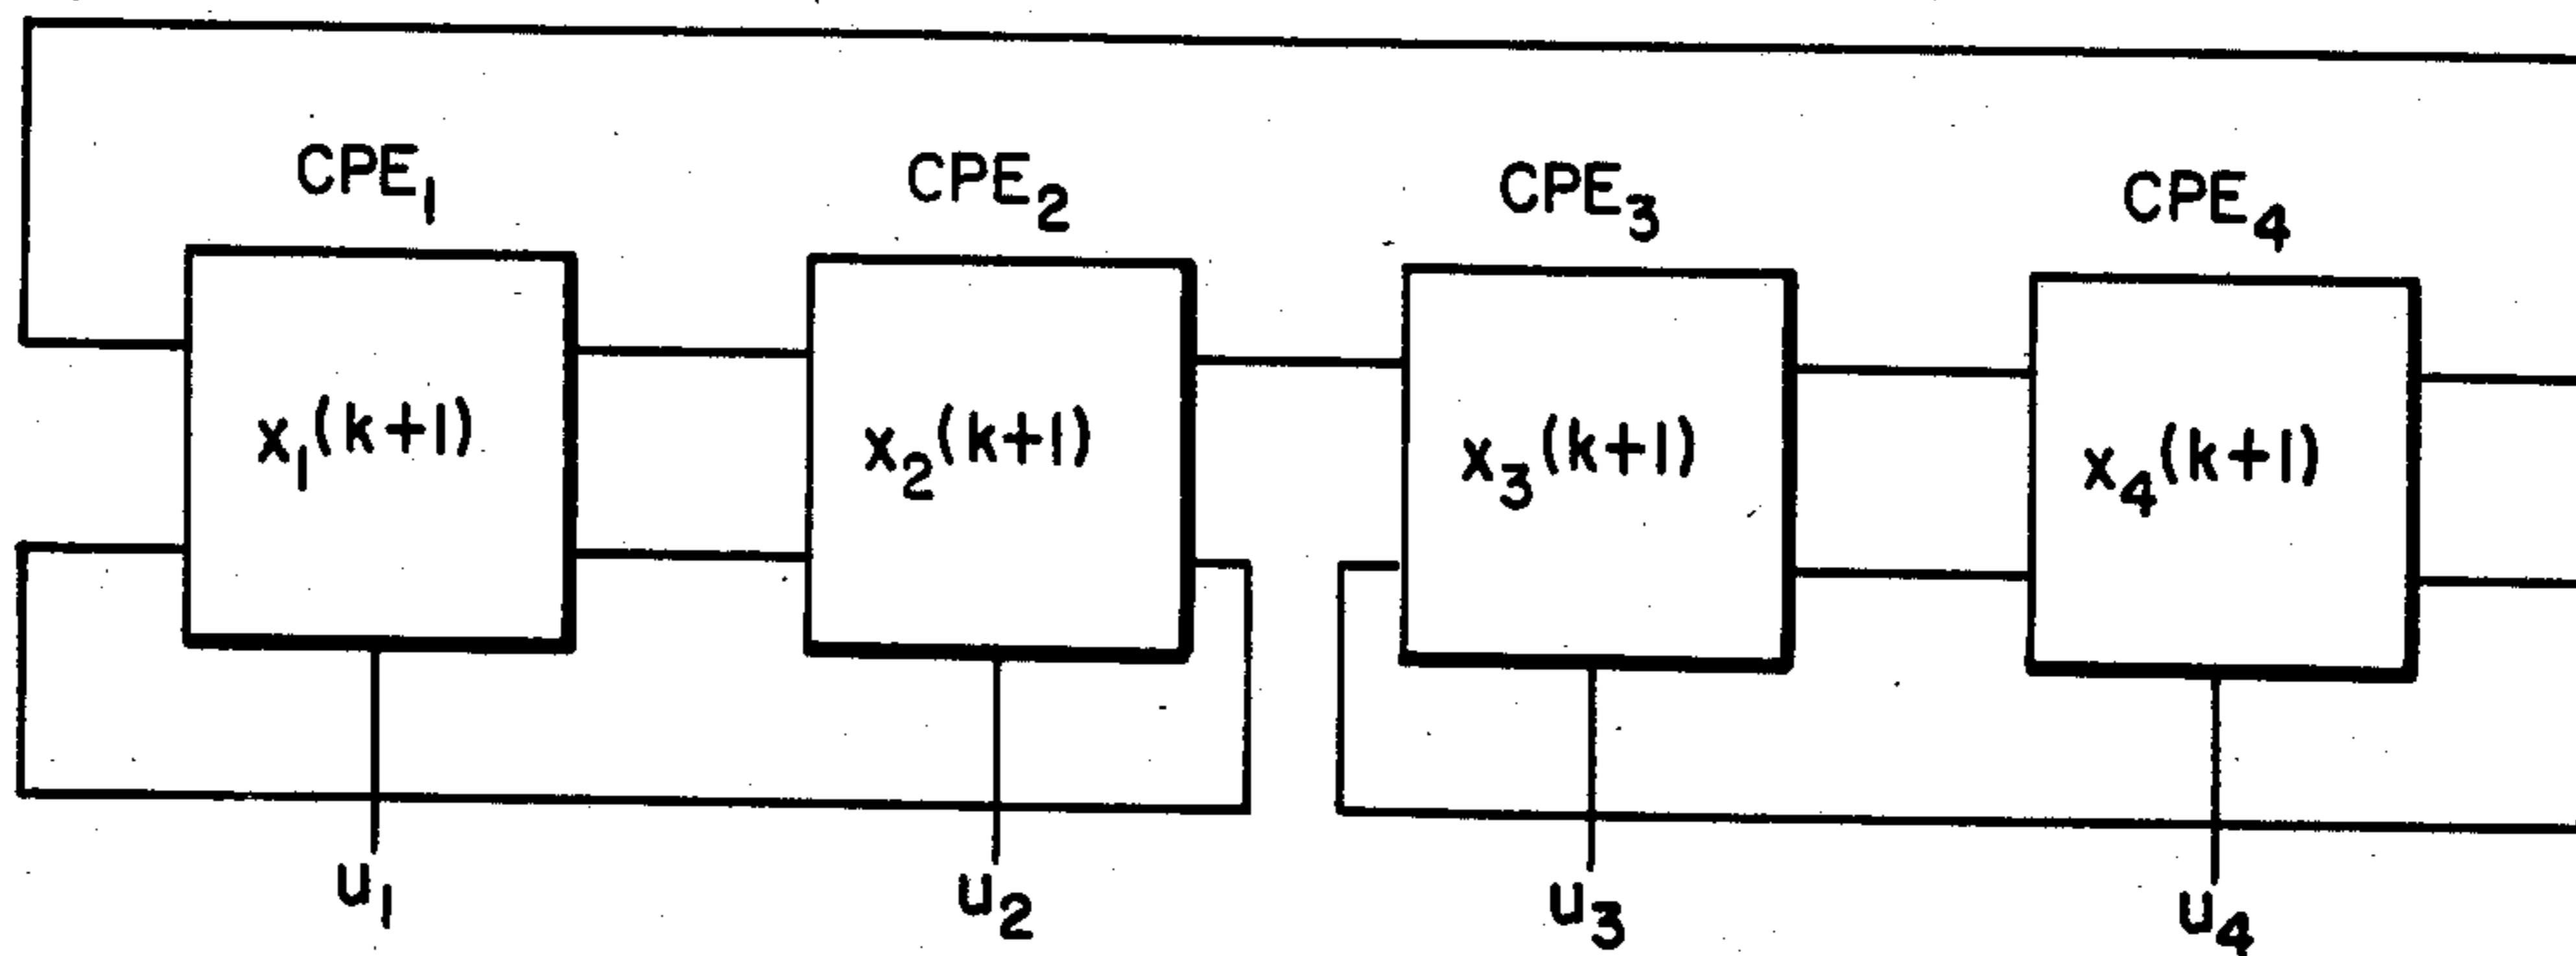 CPE₁ CPE₂ CPE₃ CPE₄
x₁(k+1) x₂(k+1) x₃(k+1) x₄(k+1)
u₁ u₂ u₃ u₄